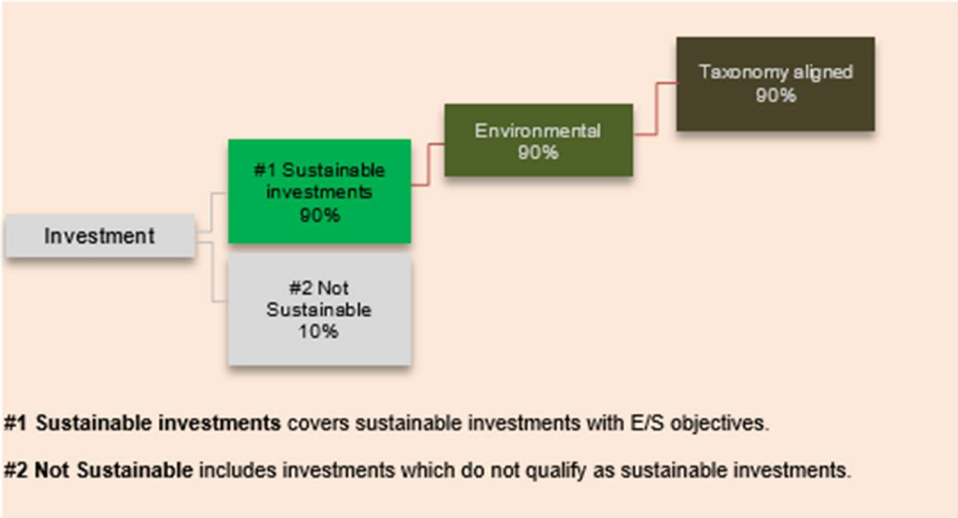 Taxonomy aligned
90%
Environmental
90%
#1 Sustainable
investments
90%
Investment
#2 Not
Sustainable
10%
#1 Sustainable investments covers sustainable investments with E/S objectives.
#2 Not Sustainable includes investments which do not qualify as sustainable investments.